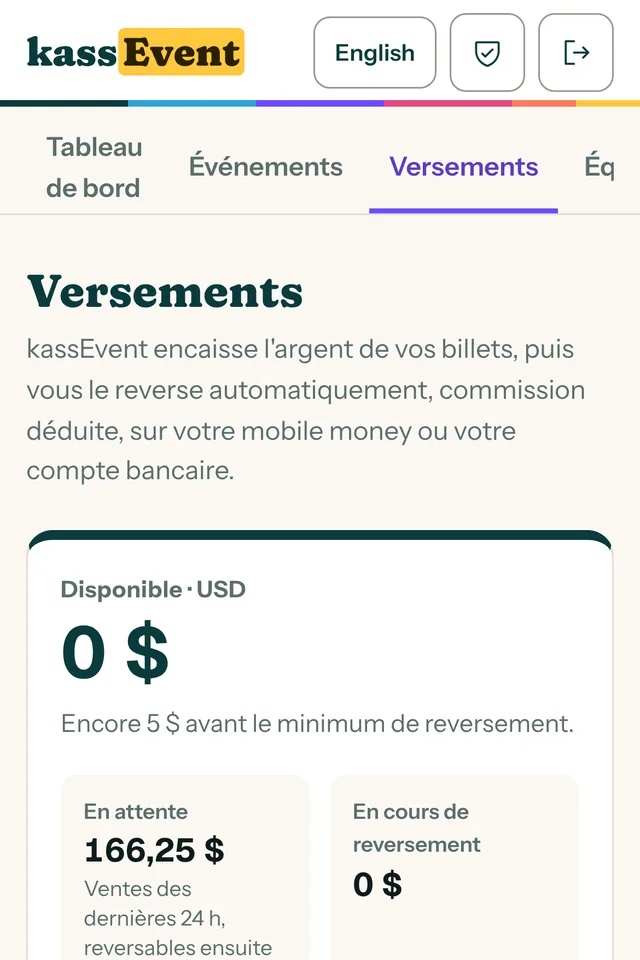 kassEvent
English
Tableau
de bord
Événements
Versements
Éq
Versements
kassEvent encaisse l'argent de vos billets, puis
vous le reverse automatiquement, commission
déduite, sur votre mobile money ou votre
compte bancaire.
Disponible · USD
0 $
Encore 5 $ avant le minimum de reversement.
En attente
166,25 $
Ventes des
dernières 24 h,
reversables ensuite
En cours de
reversement
0 $